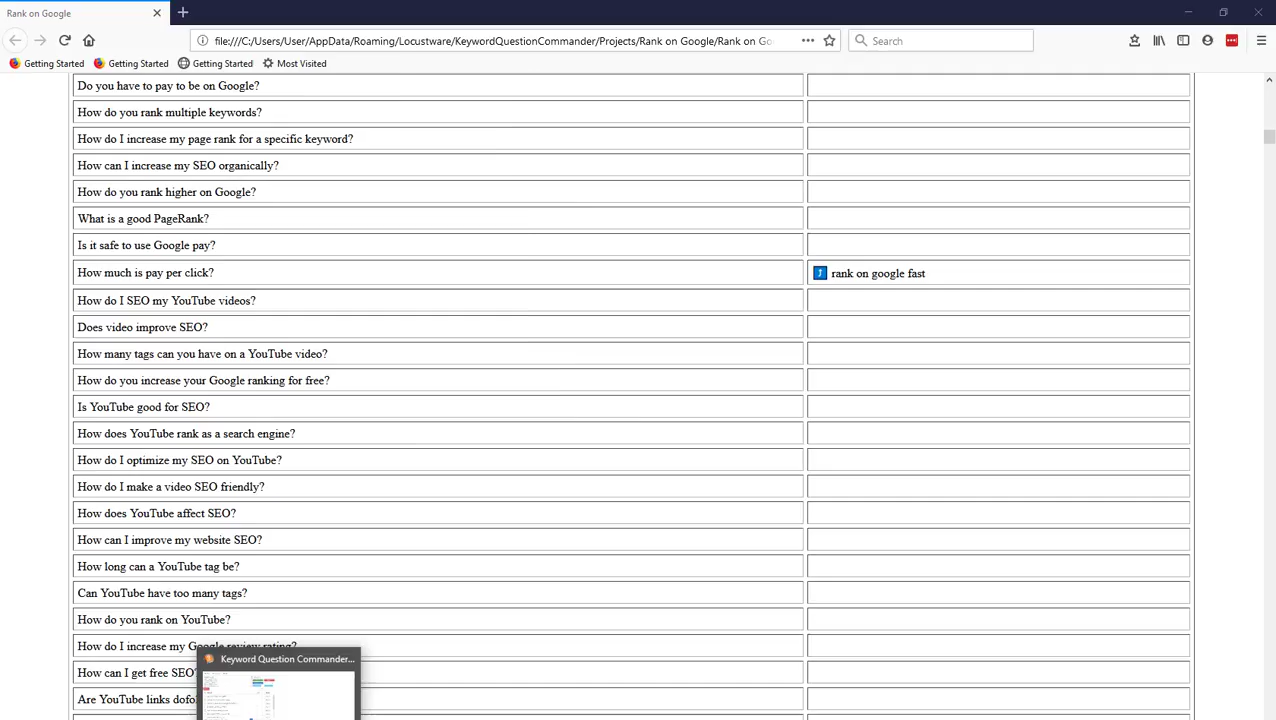 Rank on Google
file:///C:/Users/User/AppData/Roaming/Locustware/KeywordQuestionCommander/Projects/Rank on Google/Rank on Go
Search
Getting Started
Getting Started
Getting Started
Most Visited
Do you have to pay to be on Google?
How do you rank multiple keywords?
How do I increase my page rank for a specific keyword?
How can I increase my SEO organically?
How do you rank higher on Google?
What is a good PageRank?
Is it safe to use Google pay?
How much is pay per click?
rank on google fast
How do I SEO my YouTube videos?
Does video improve SEO?
How many tags can you have on a YouTube video?
How do you increase your Google ranking for free?
Is YouTube good for SEO?
How does YouTube rank as a search engine?
How do I optimize my SEO on YouTube?
How do I make a video SEO friendly?
How does YouTube affect SEO?
How can I improve my website SEO?
How long can a YouTube tag be?
Can YouTube have too many tags?
How do you rank on YouTube?
How do I increase my Google review rating?
Keyword Question Commander...
How can I get free SEO?
Are YouTube links dofo